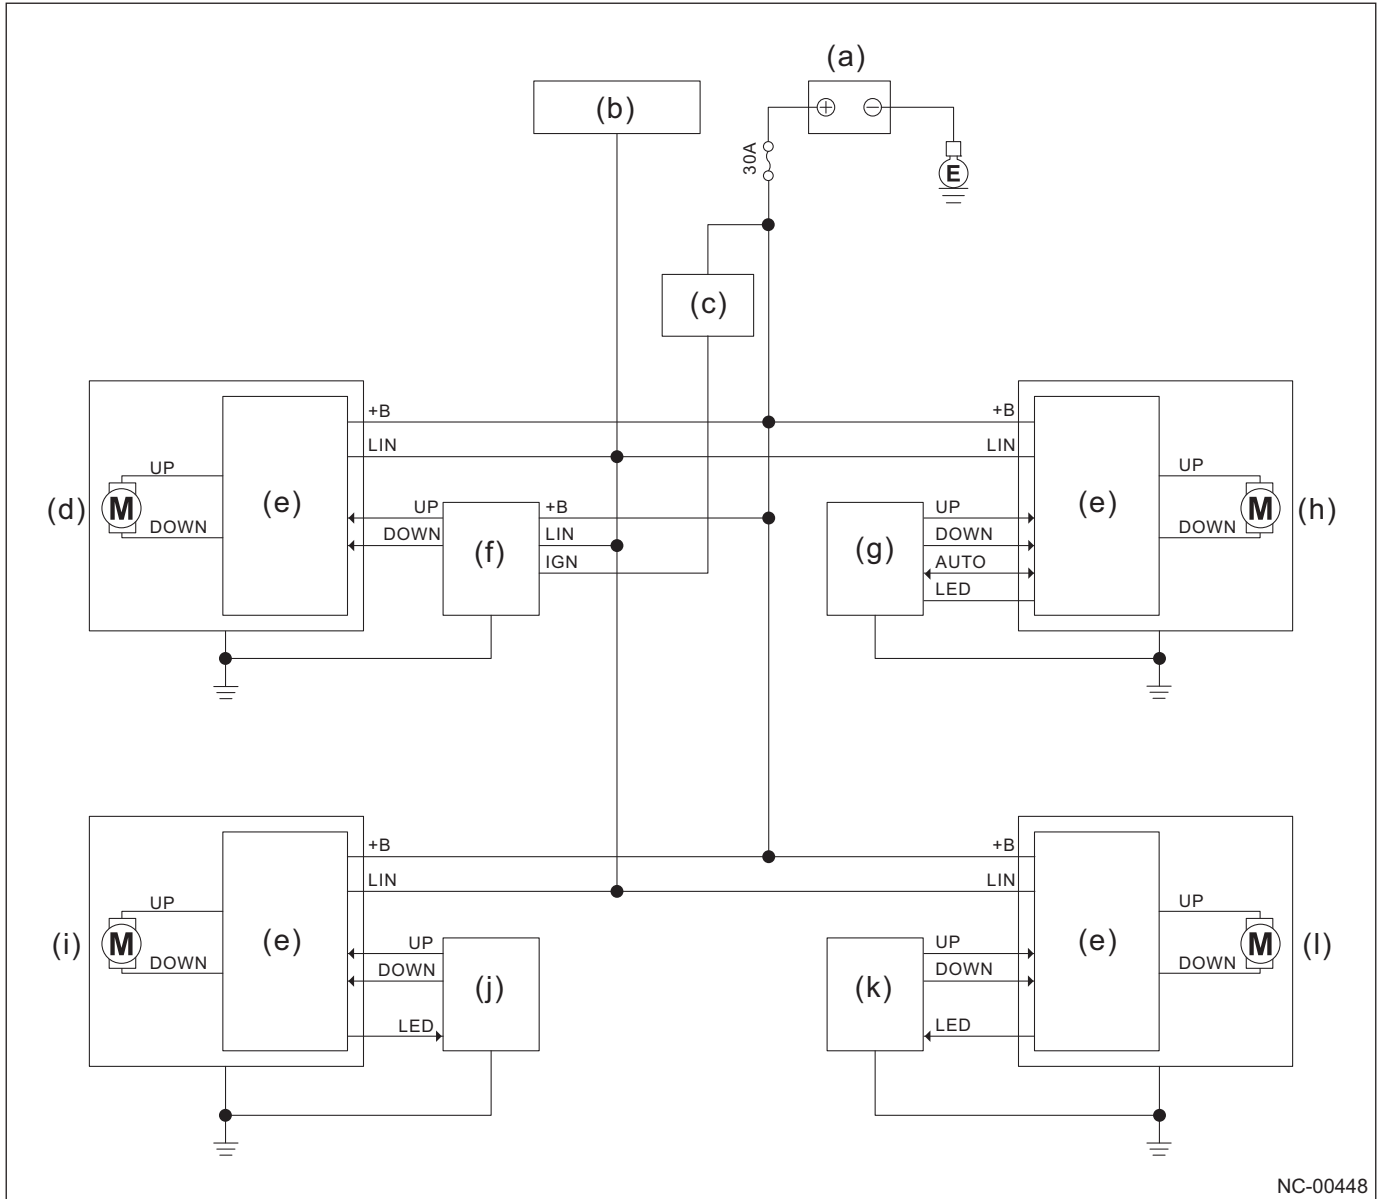 (a)
(b)
+ −
30A
E
(c)
+B
+B
LIN
LIN
UP
UP
(d)
M
(e)
UP
+B
UP
(e)
M
(h)
DOWN
DOWN
LIN
DOWN
DOWN
(f)
(g)
IGN
AUTO
LED
+B
+B
LIN
LIN
UP
UP
(i)
M
(e)
UP
UP
(e)
M
(l)
DOWN
DOWN
DOWN
DOWN
(j)
(k)
LED
LED
NC-00448